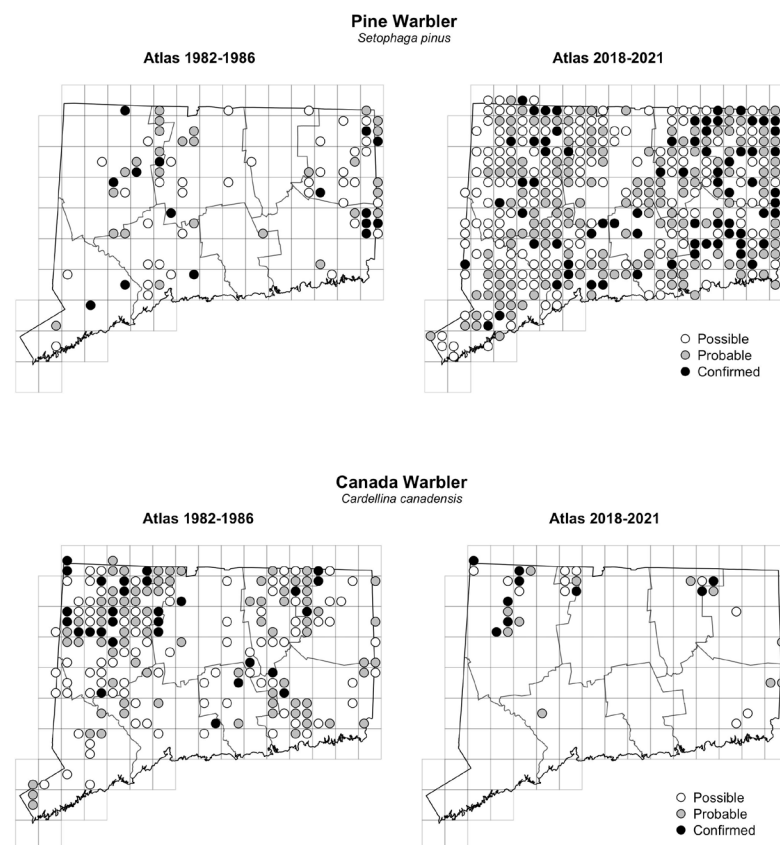 Pine Warbler
Setophaga pinus
Atlas 1982-1986
Atlas 2018-2021
Possible
Probable
Confirmed
Canada Warbler
Cardellina canadensis
Atlas 1982-1986
Atlas 2018-2021
Possible
Probable
Confirmed